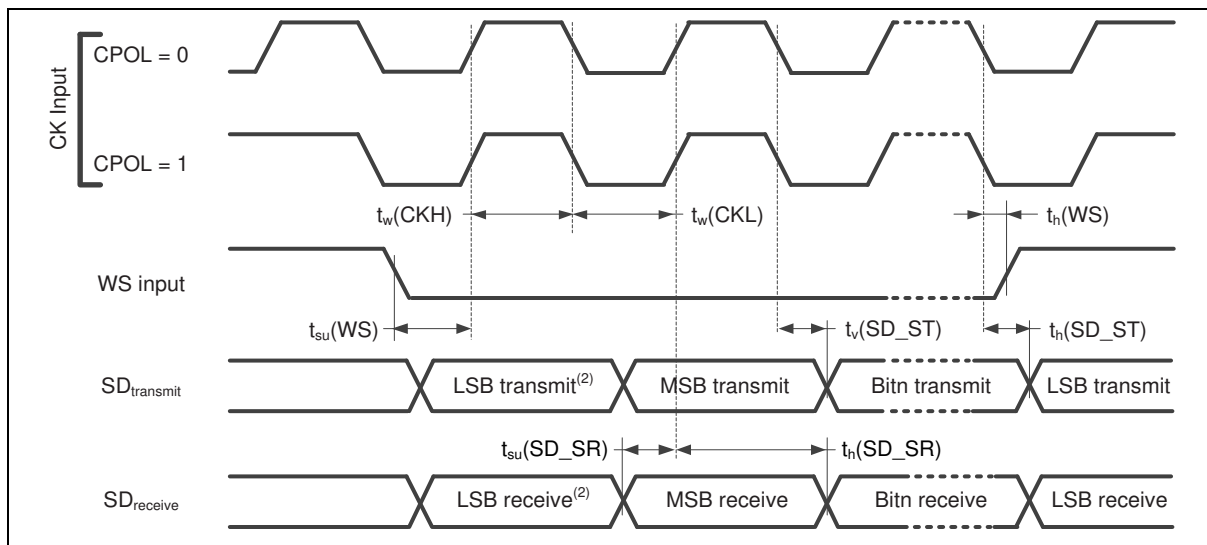 CK Input
CPOL = 0
CPOL = 1
tw(CKH)
tw(CKL)
th(WS)
WS input
tsu(WS)
tv(SD_ST)
th(SD_ST)
SDtransmit
LSB transmit(2)
MSB transmit
Bitn transmit
LSB transmit
tsu(SD_SR)
th(SD_SR)
SDreceive
LSB receive(2)
MSB receive
Bitn receive
LSB receive